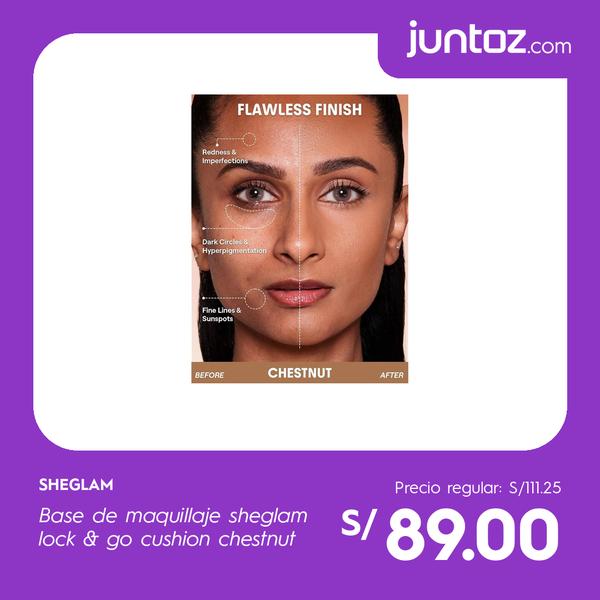 juntoz.com
FLAWLESS FINISH
Redness &
Imperfections
Dark Circles &
Hyperpigmentation
Fine Lines &
Sunspots
BEFORE
CHESTNUT
AFTER
SHEGLAM
Base de maquillaje sheglam
lock & go cushion chestnut
Precio regular: S/111.25
S/89.00